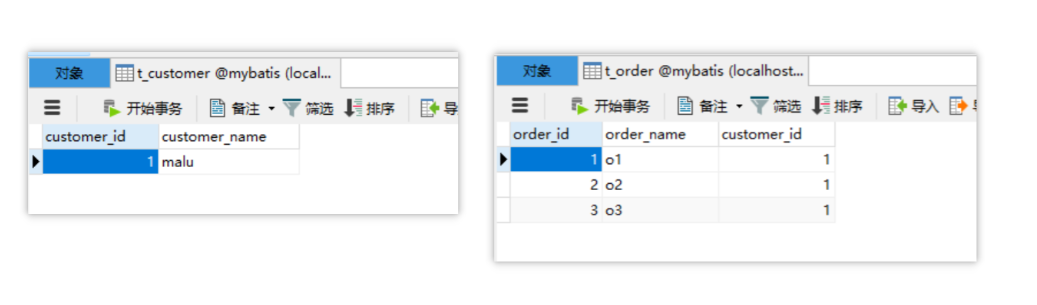 对象 t_customer @mybatis (local...
开始事务 备注 筛选 排序
customer_id customer_name
1 malu
对象 t_order @mybatis (localhost...
开始事务 备注 筛选 排序 导入
order_id order_name customer_id
1 o1 1
2 o2 1
3 o3 1